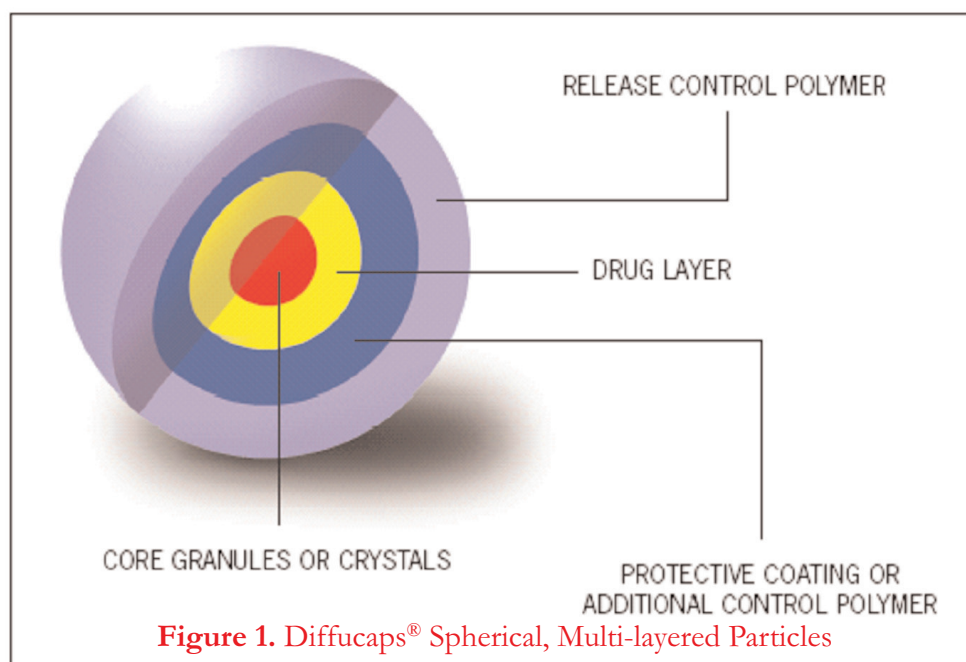 RELEASE CONTROL POLYMER
DRUG LAYER
CORE GRANULES OR CRYSTALS
PROTECTIVE COATING OR
ADDITIONAL CONTROL POLYMER
Figure 1. Diffucaps® Spherical, Multi-layered Particles